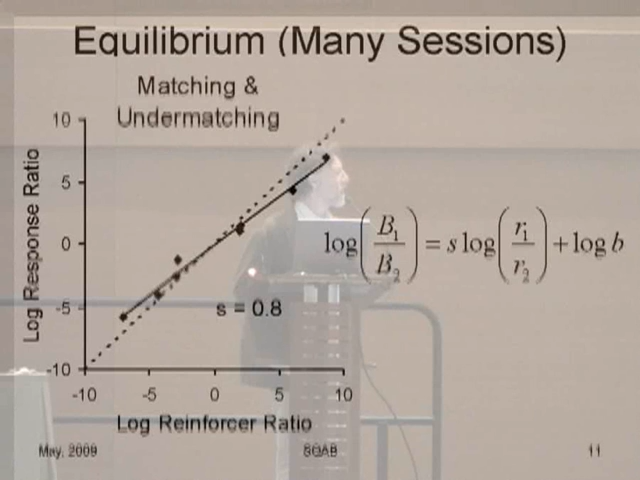 Equilibrium (Many Sessions)
Matching &
Undermatching
Log Response Ratio
10
5
0
-5
-10
s = 0.8
-10 -5 0 5 10
Log Reinforcer Ratio
log(B₁/B₂) = s log(r₁/r₂) + log b
May, 2009 SQAB 11